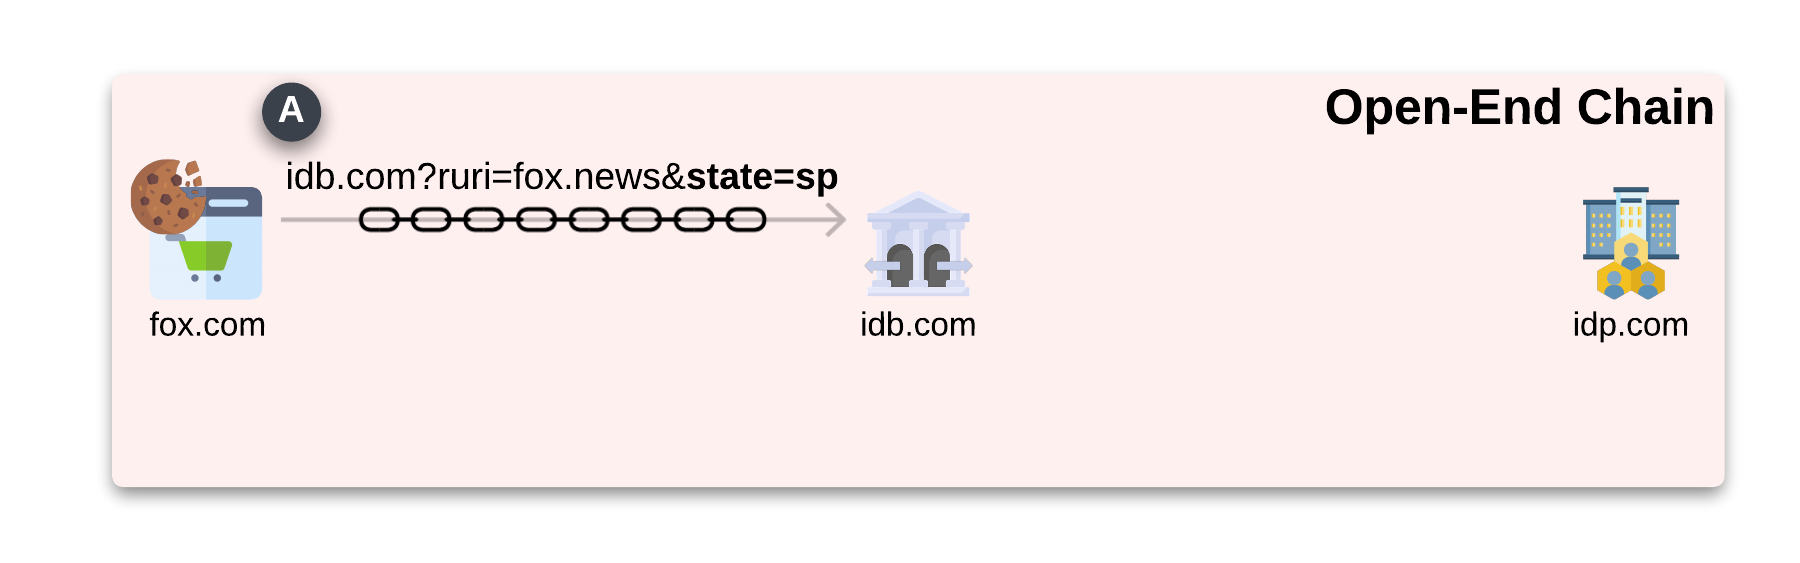 A
Open-End Chain
idb.com?ruri=fox.news&state=sp
fox.com
idb.com
idp.com